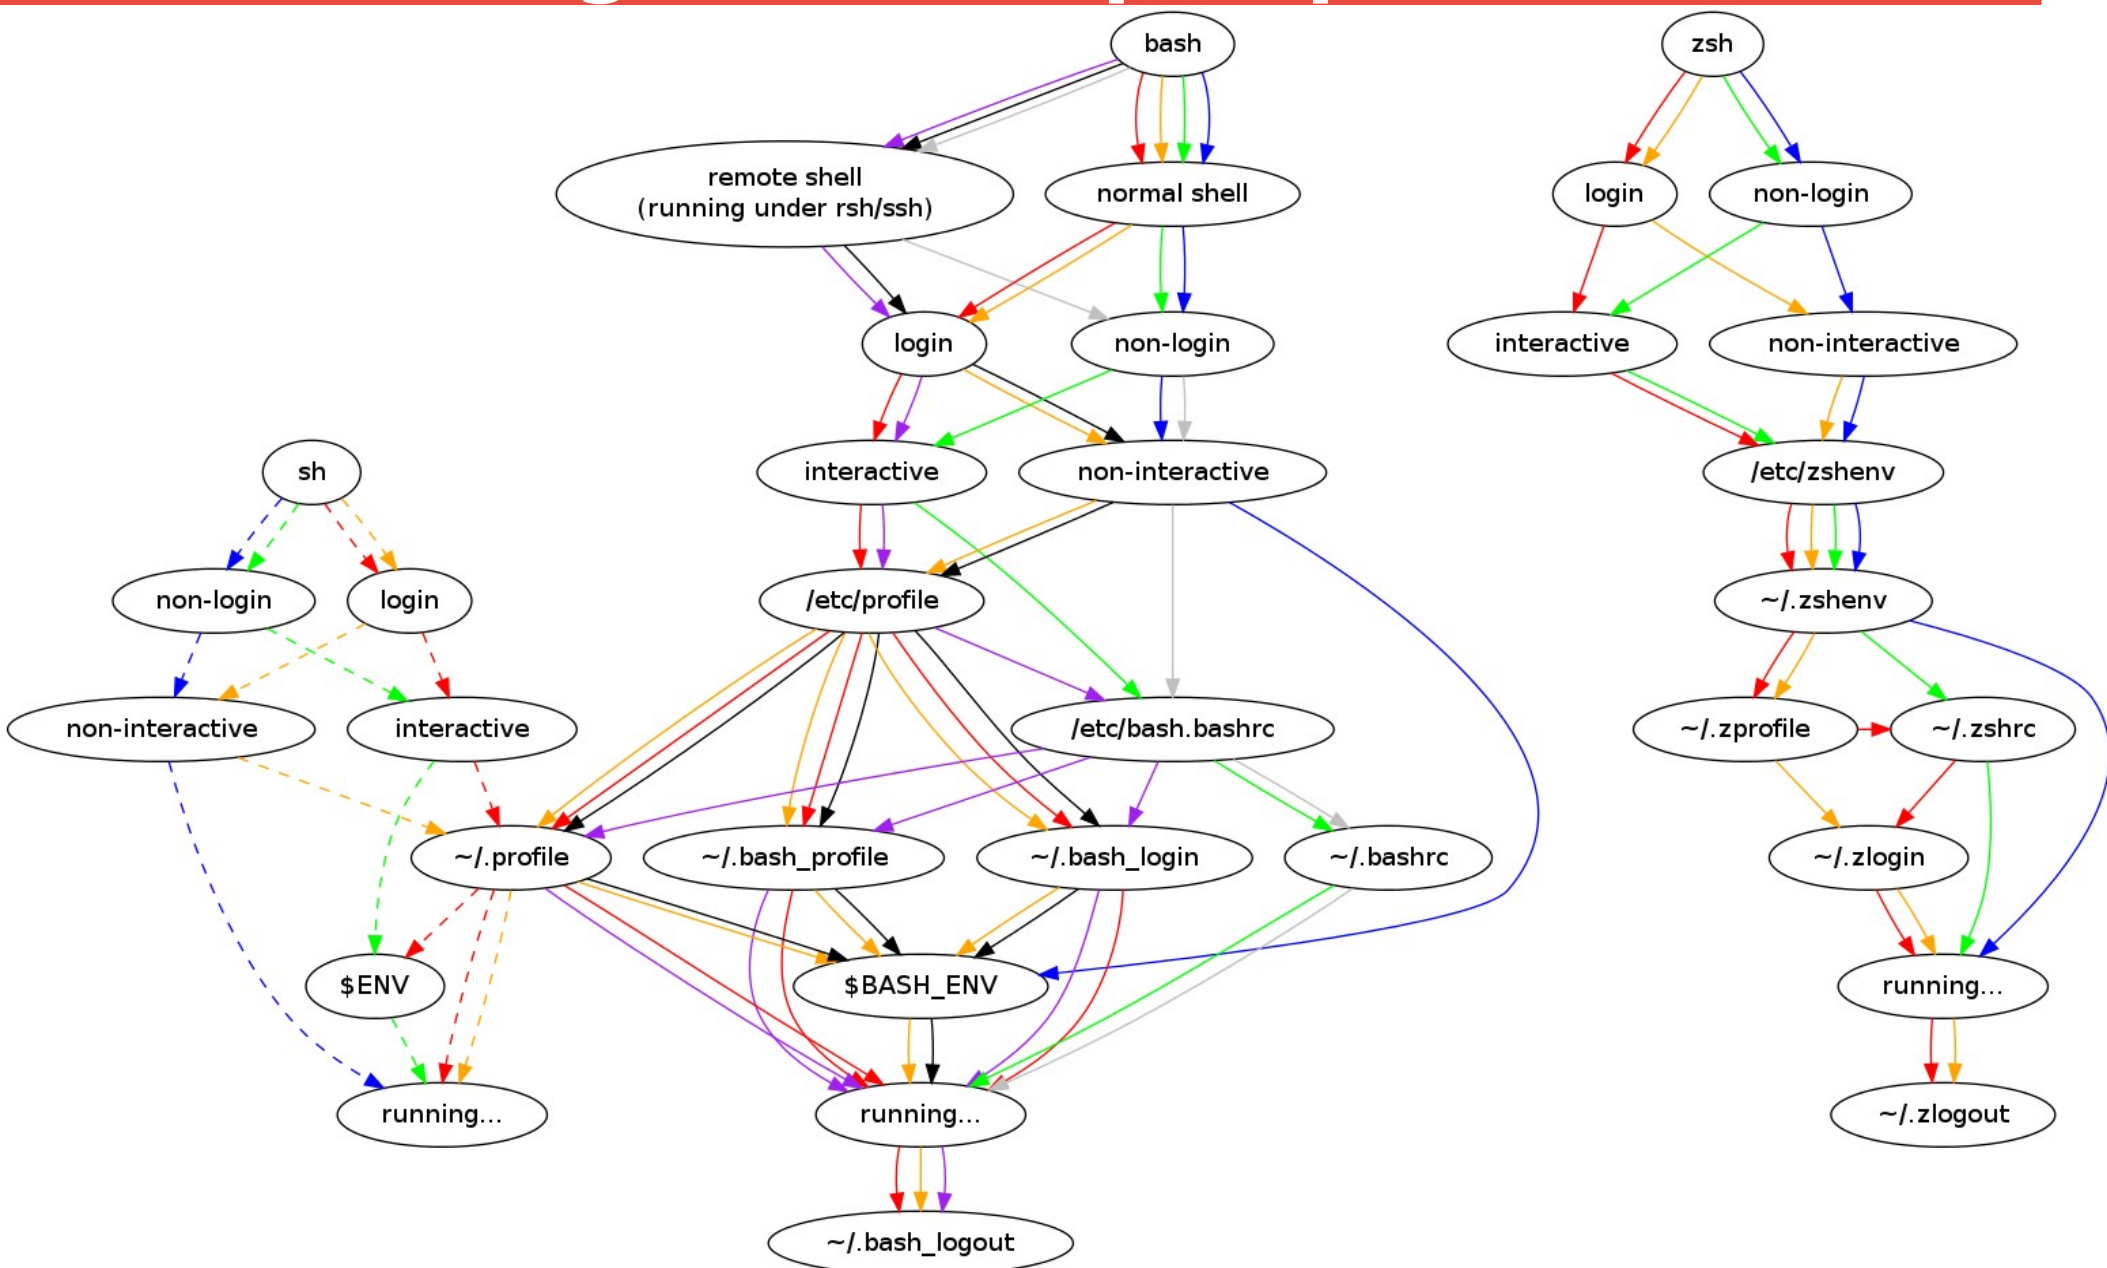 bash
zsh
remote shell
(running under rsh/ssh)
normal shell
login
non-login
login
non-login
interactive
non-interactive
sh
interactive
non-interactive
/etc/zshenv
non-login
login
/etc/profile
~/.zshenv
non-interactive
interactive
/etc/bash.bashrc
~/.zprofile
~/.zshrc
~/.profile
~/.bash_profile
~/.bash_login
~/.bashrc
~/.zlogin
$ENV
$BASH_ENV
running...
running...
running...
~/.zlogout
~/.bash_logout